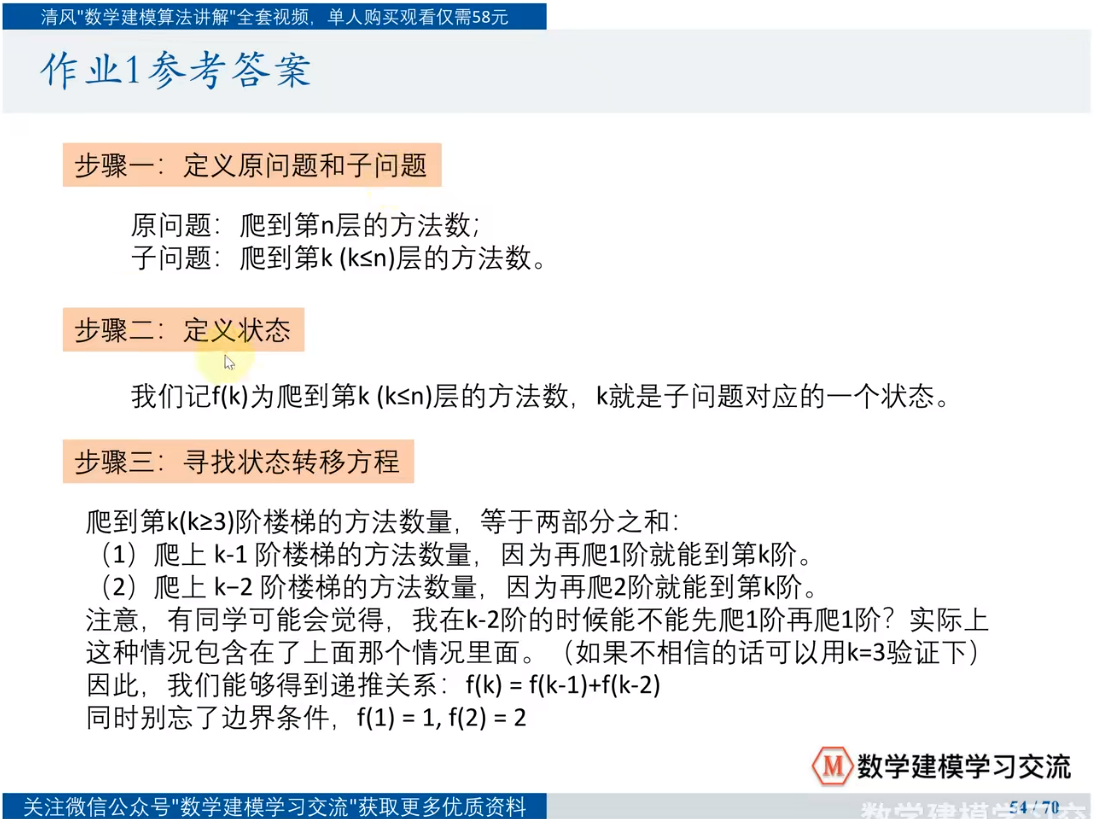 清风"数学建模算法讲解"全套视频，单人购买观看仅需58元
作业1参考答案
步骤一：定义原问题和子问题
原问题：爬到第n层的方法数；
子问题：爬到第k (k≤n)层的方法数。
步骤二：定义状态
我们记f(k)为爬到第k (k≤n)层的方法数，k就是子问题对应的一个状态。
步骤三：寻找状态转移方程
爬到第k(k≥3)阶楼梯的方法数量，等于两部分之和：
（1）爬上 k-1 阶楼梯的方法数量，因为再爬1阶就能到第k阶。
（2）爬上 k−2 阶楼梯的方法数量，因为再爬2阶就能到第k阶。
注意，有同学可能会觉得，我在k-2阶的时候能不能先爬1阶再爬1阶？实际上
这种情况包含在了上面那个情况里面。（如果不相信的话可以用k=3验证下）
因此，我们能够得到递推关系：f(k) = f(k-1)+f(k-2)
同时别忘了边界条件，f(1) = 1, f(2) = 2
M 数学建模学习交流
关注微信公众号"数学建模学习交流"获取更多优质资料
数学建模学习交
54 / 70